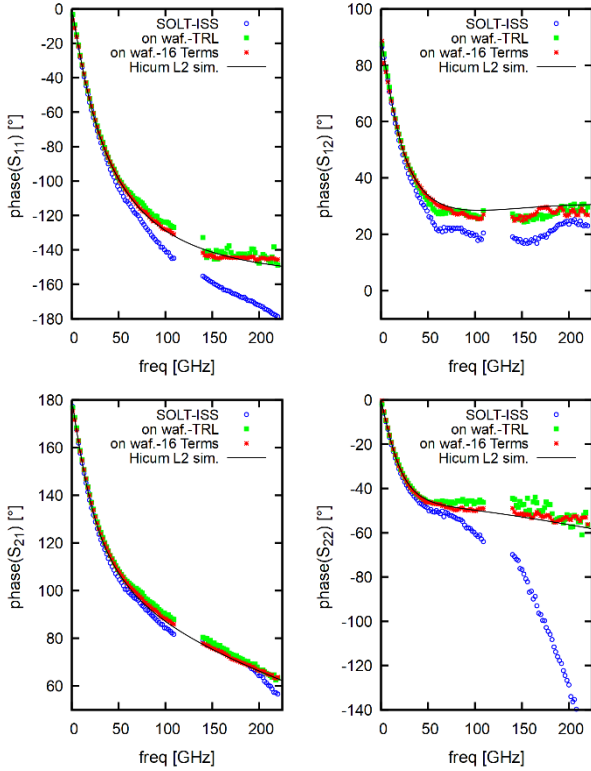 SOLT-ISS
on waf.-TRL
on waf.-16 Terms
Hicum L2 sim.
0
-20
-40
-60
-80
-100
-120
-140
-160
-180
phase(S11) [°]
0 50 100 150 200
freq [GHz]
SOLT-ISS
on waf.-TRL
on waf.-16 Terms
Hicum L2 sim.
100
80
60
40
20
0
phase(S12) [°]
0 50 100 150 200
freq [GHz]
SOLT-ISS
on waf.-TRL
on waf.-16 Terms
Hicum L2 sim.
180
160
140
120
100
80
60
phase(S21) [°]
0 50 100 150 200
freq [GHz]
SOLT-ISS
on waf.-TRL
on waf.-16 Terms
Hicum L2 sim.
0
-20
-40
-60
-80
-100
-120
-140
phase(S22) [°]
0 50 100 150 200
freq [GHz]